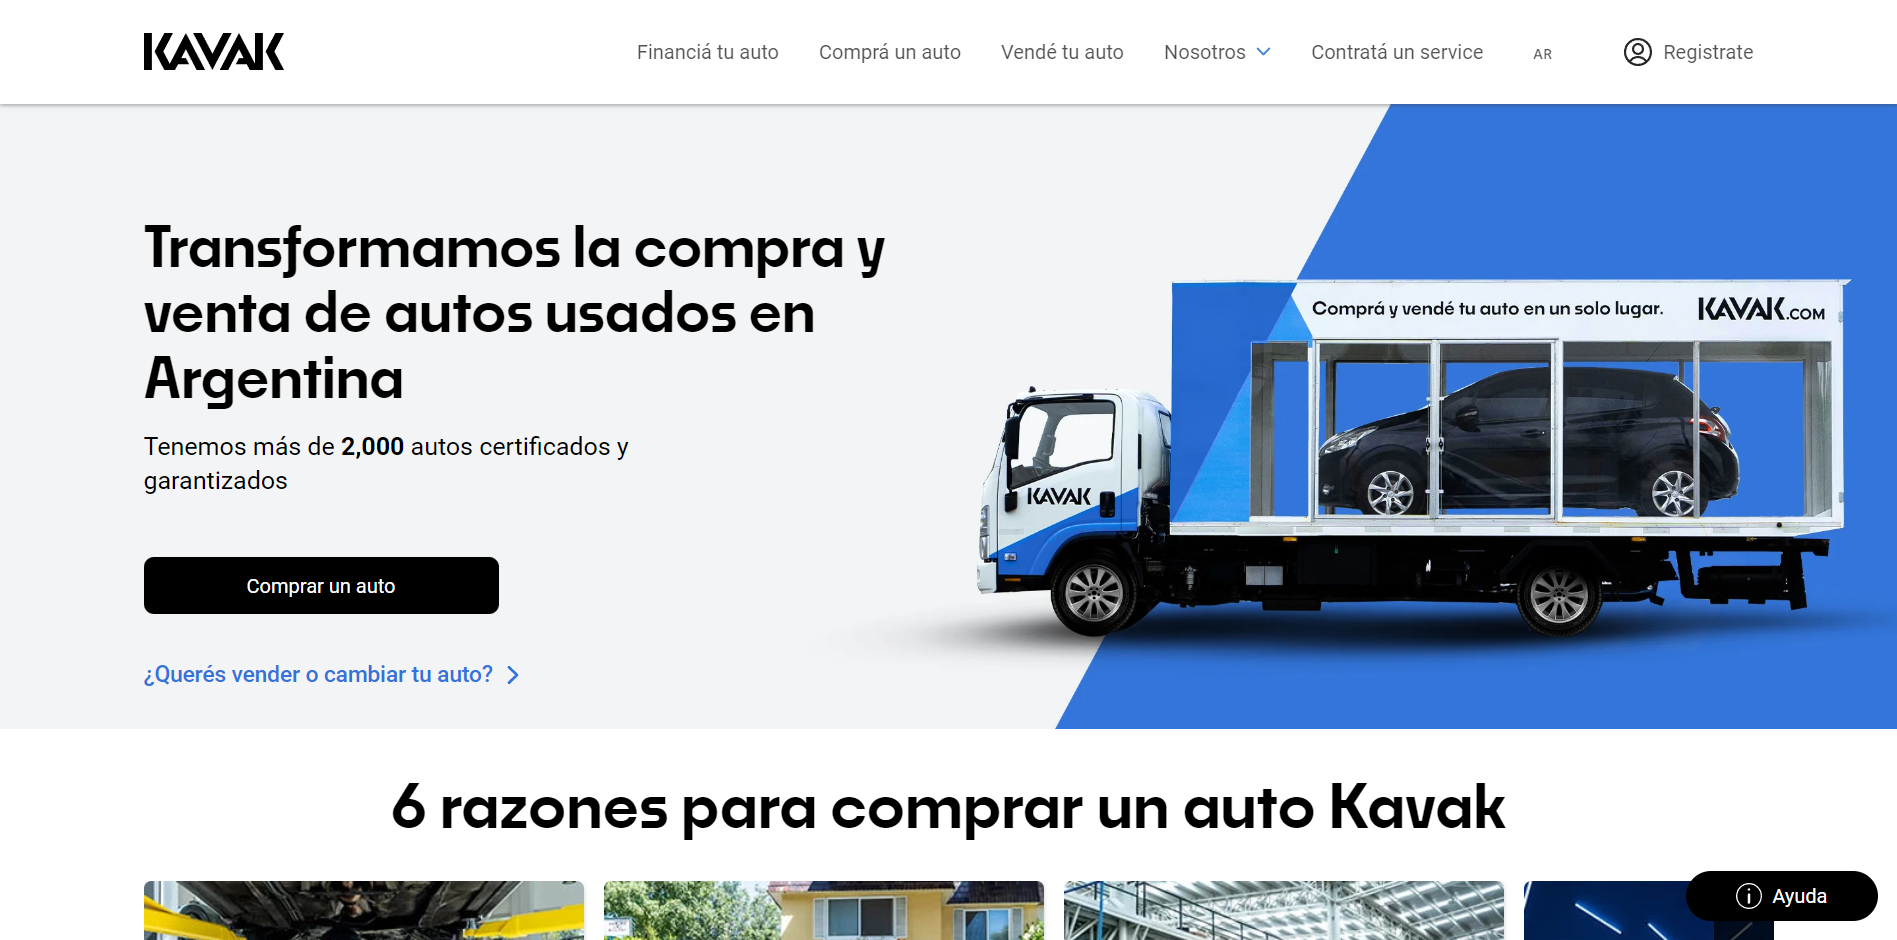 KAVAK
Financiá tu auto
Comprá un auto
Vendé tu auto
Nosotros
Contratá un service
AR
Registrate
Transformamos la compra y
venta de autos usados en
Argentina
Tenemos más de 2,000 autos certificados y
garantizados
Comprar un auto
¿Querés vender o cambiar tu auto?
Comprá y vendé tu auto en un solo lugar.
KAVAK.COM
KAVAK
6 razones para comprar un auto Kavak
Ayuda